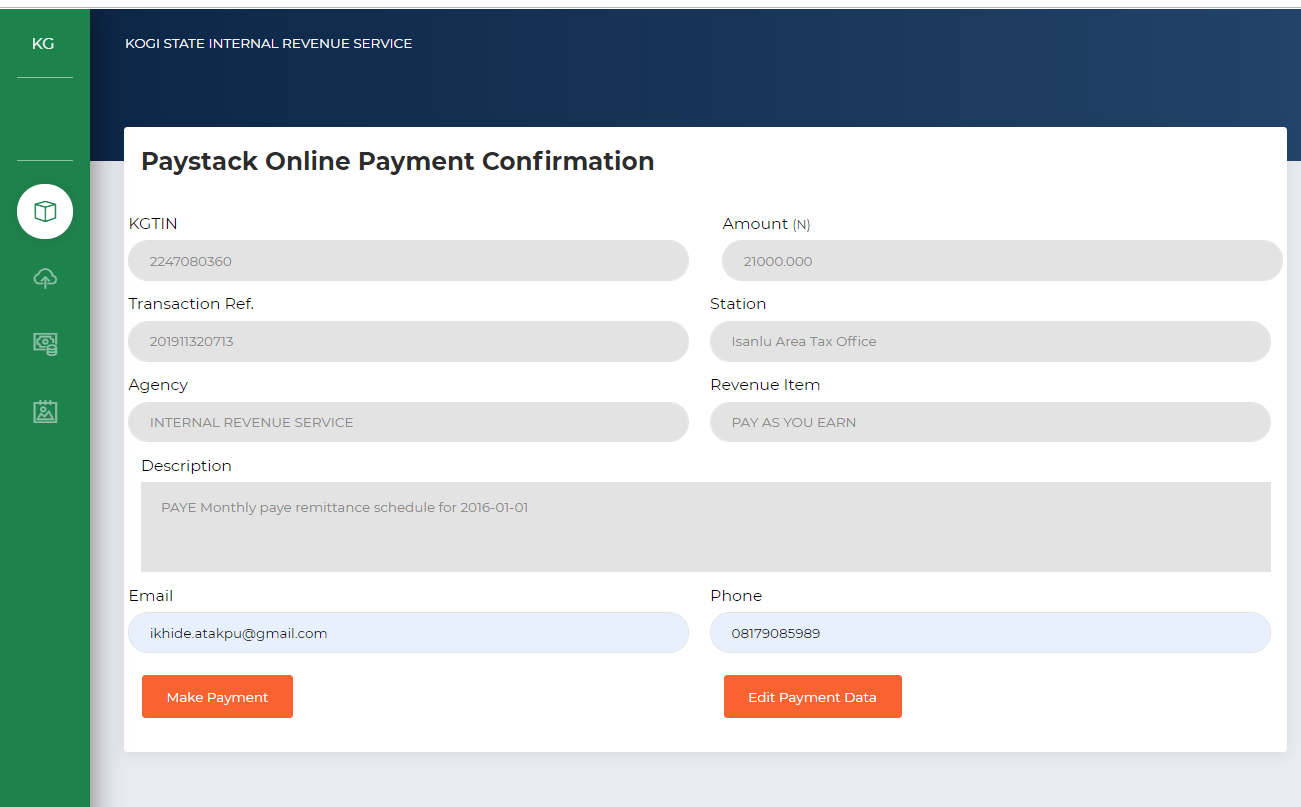 KG
KOGI STATE INTERNAL REVENUE SERVICE
Paystack Online Payment Confirmation
KGTIN
Amount (N)
2247080360
21000.000
Transaction Ref.
Station
201911320713
Isanlu Area Tax Office
Agency
Revenue Item
INTERNAL REVENUE SERVICE
PAY AS YOU EARN
Description
PAYE Monthly paye remittance schedule for 2016-01-01
Email
Phone
ikhide.atakpu@gmail.com
08179085989
Make Payment
Edit Payment Data